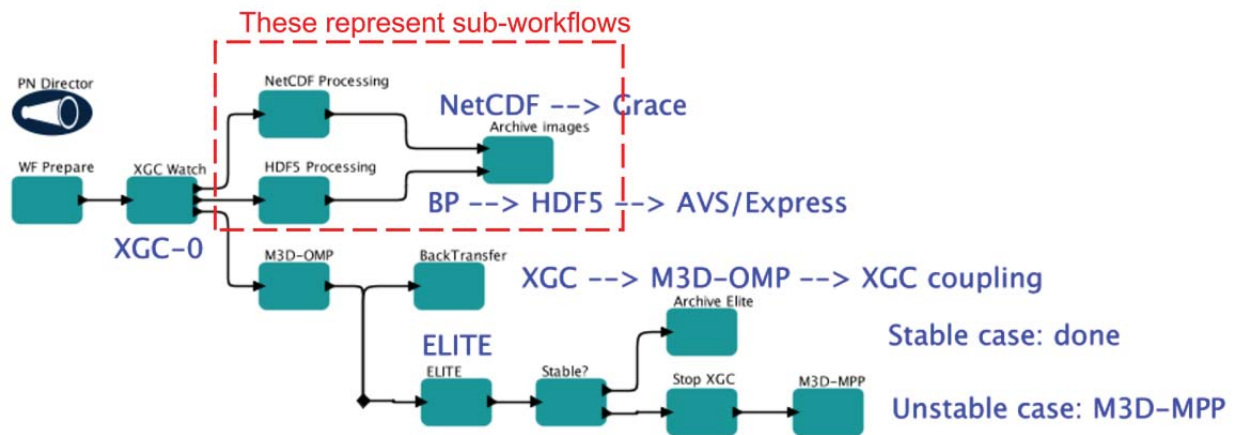 These represent sub-workflows
PN Director
NetCDF Processing
NetCDF --> Grace
Archive images
WF Prepare
XGC Watch
HDF5 Processing
BP --> HDF5 --> AVS/Express
XGC-0
M3D-OMP
BackTransfer
XGC --> M3D-OMP --> XGC coupling
Archive Elite
ELITE
Stable case: done
ELITE
Stable?
Stop XGC
M3D-MPP
Unstable case: M3D-MPP